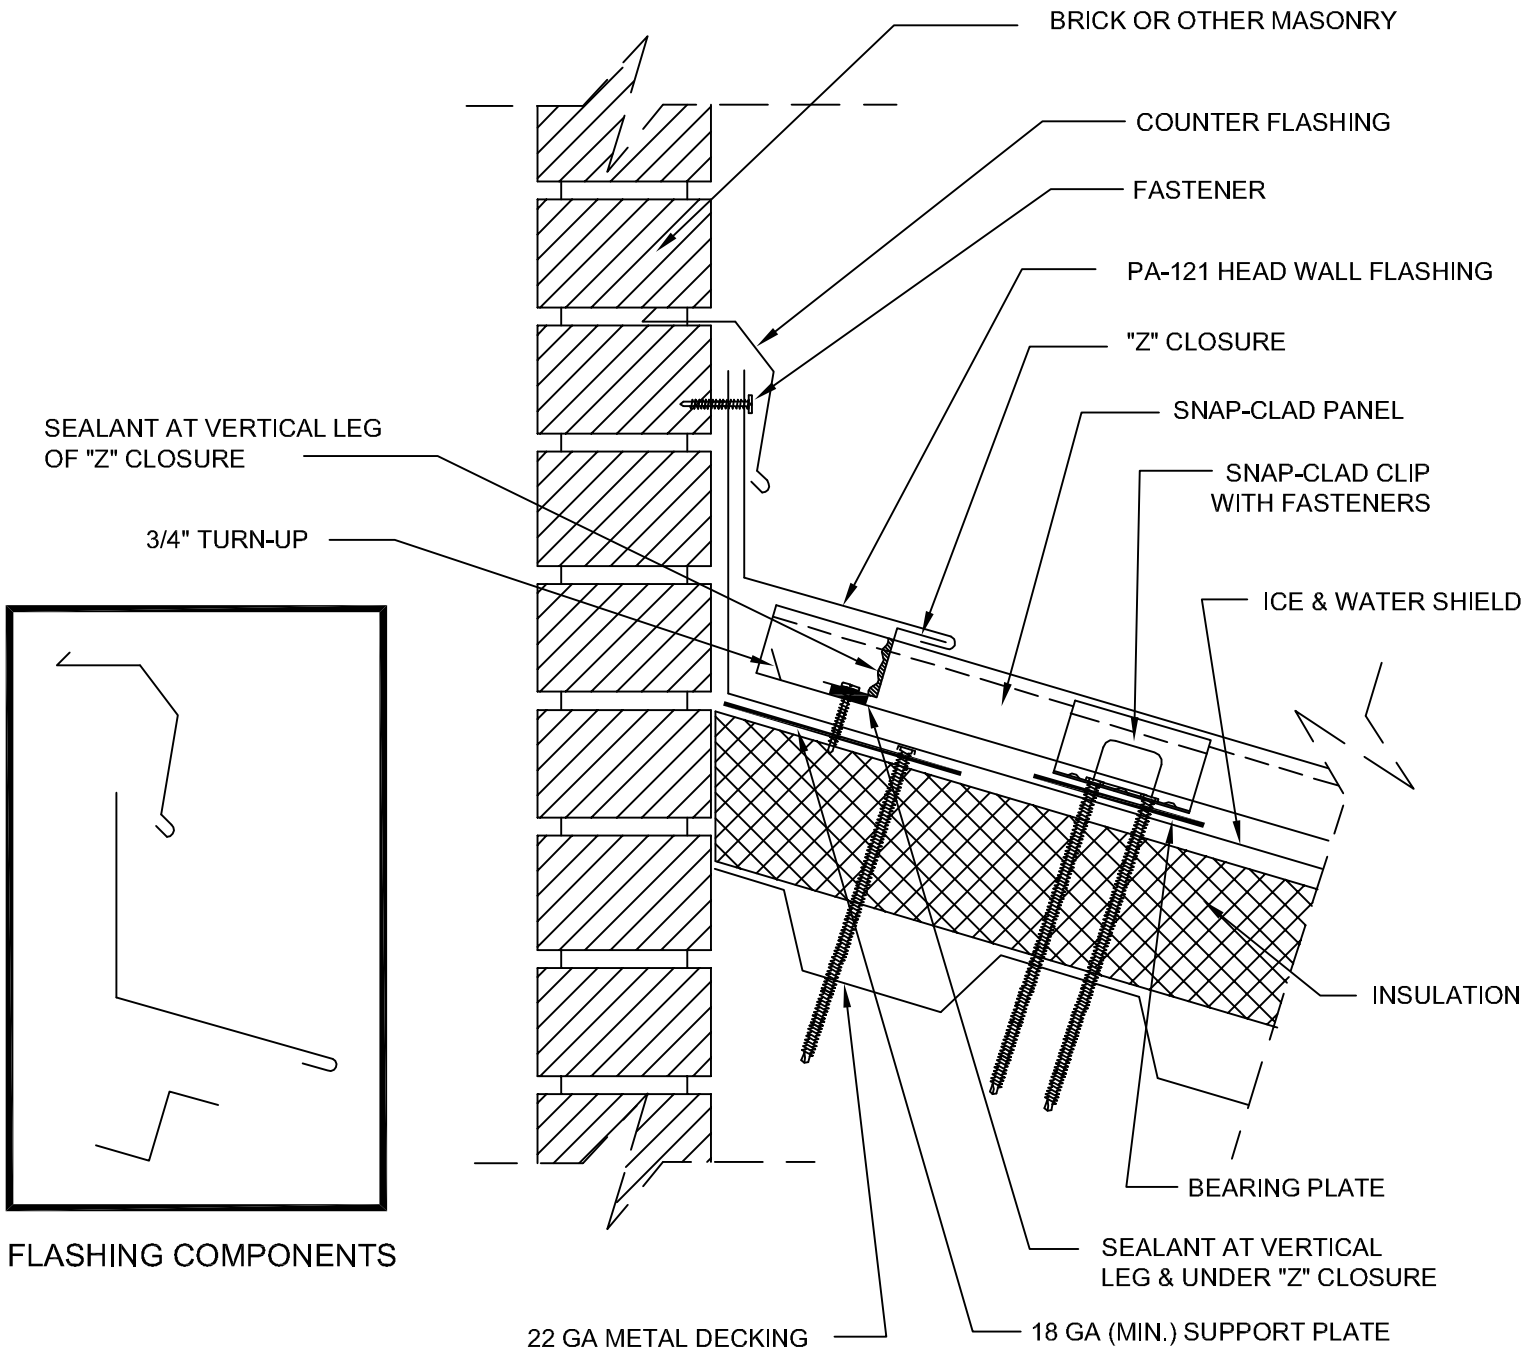 BRICK OR OTHER MASONRY
COUNTER FLASHING
FASTENER
PA-121 HEAD WALL FLASHING
"Z" CLOSURE
SNAP-CLAD PANEL
SNAP-CLAD CLIP
WITH FASTENERS
SEALANT AT VERTICAL LEG
OF "Z" CLOSURE
3/4" TURN-UP
ICE & WATER SHIELD
INSULATION
BEARING PLATE
SEALANT AT VERTICAL
LEG & UNDER "Z" CLOSURE
18 GA (MIN.) SUPPORT PLATE
22 GA METAL DECKING
FLASHING COMPONENTS